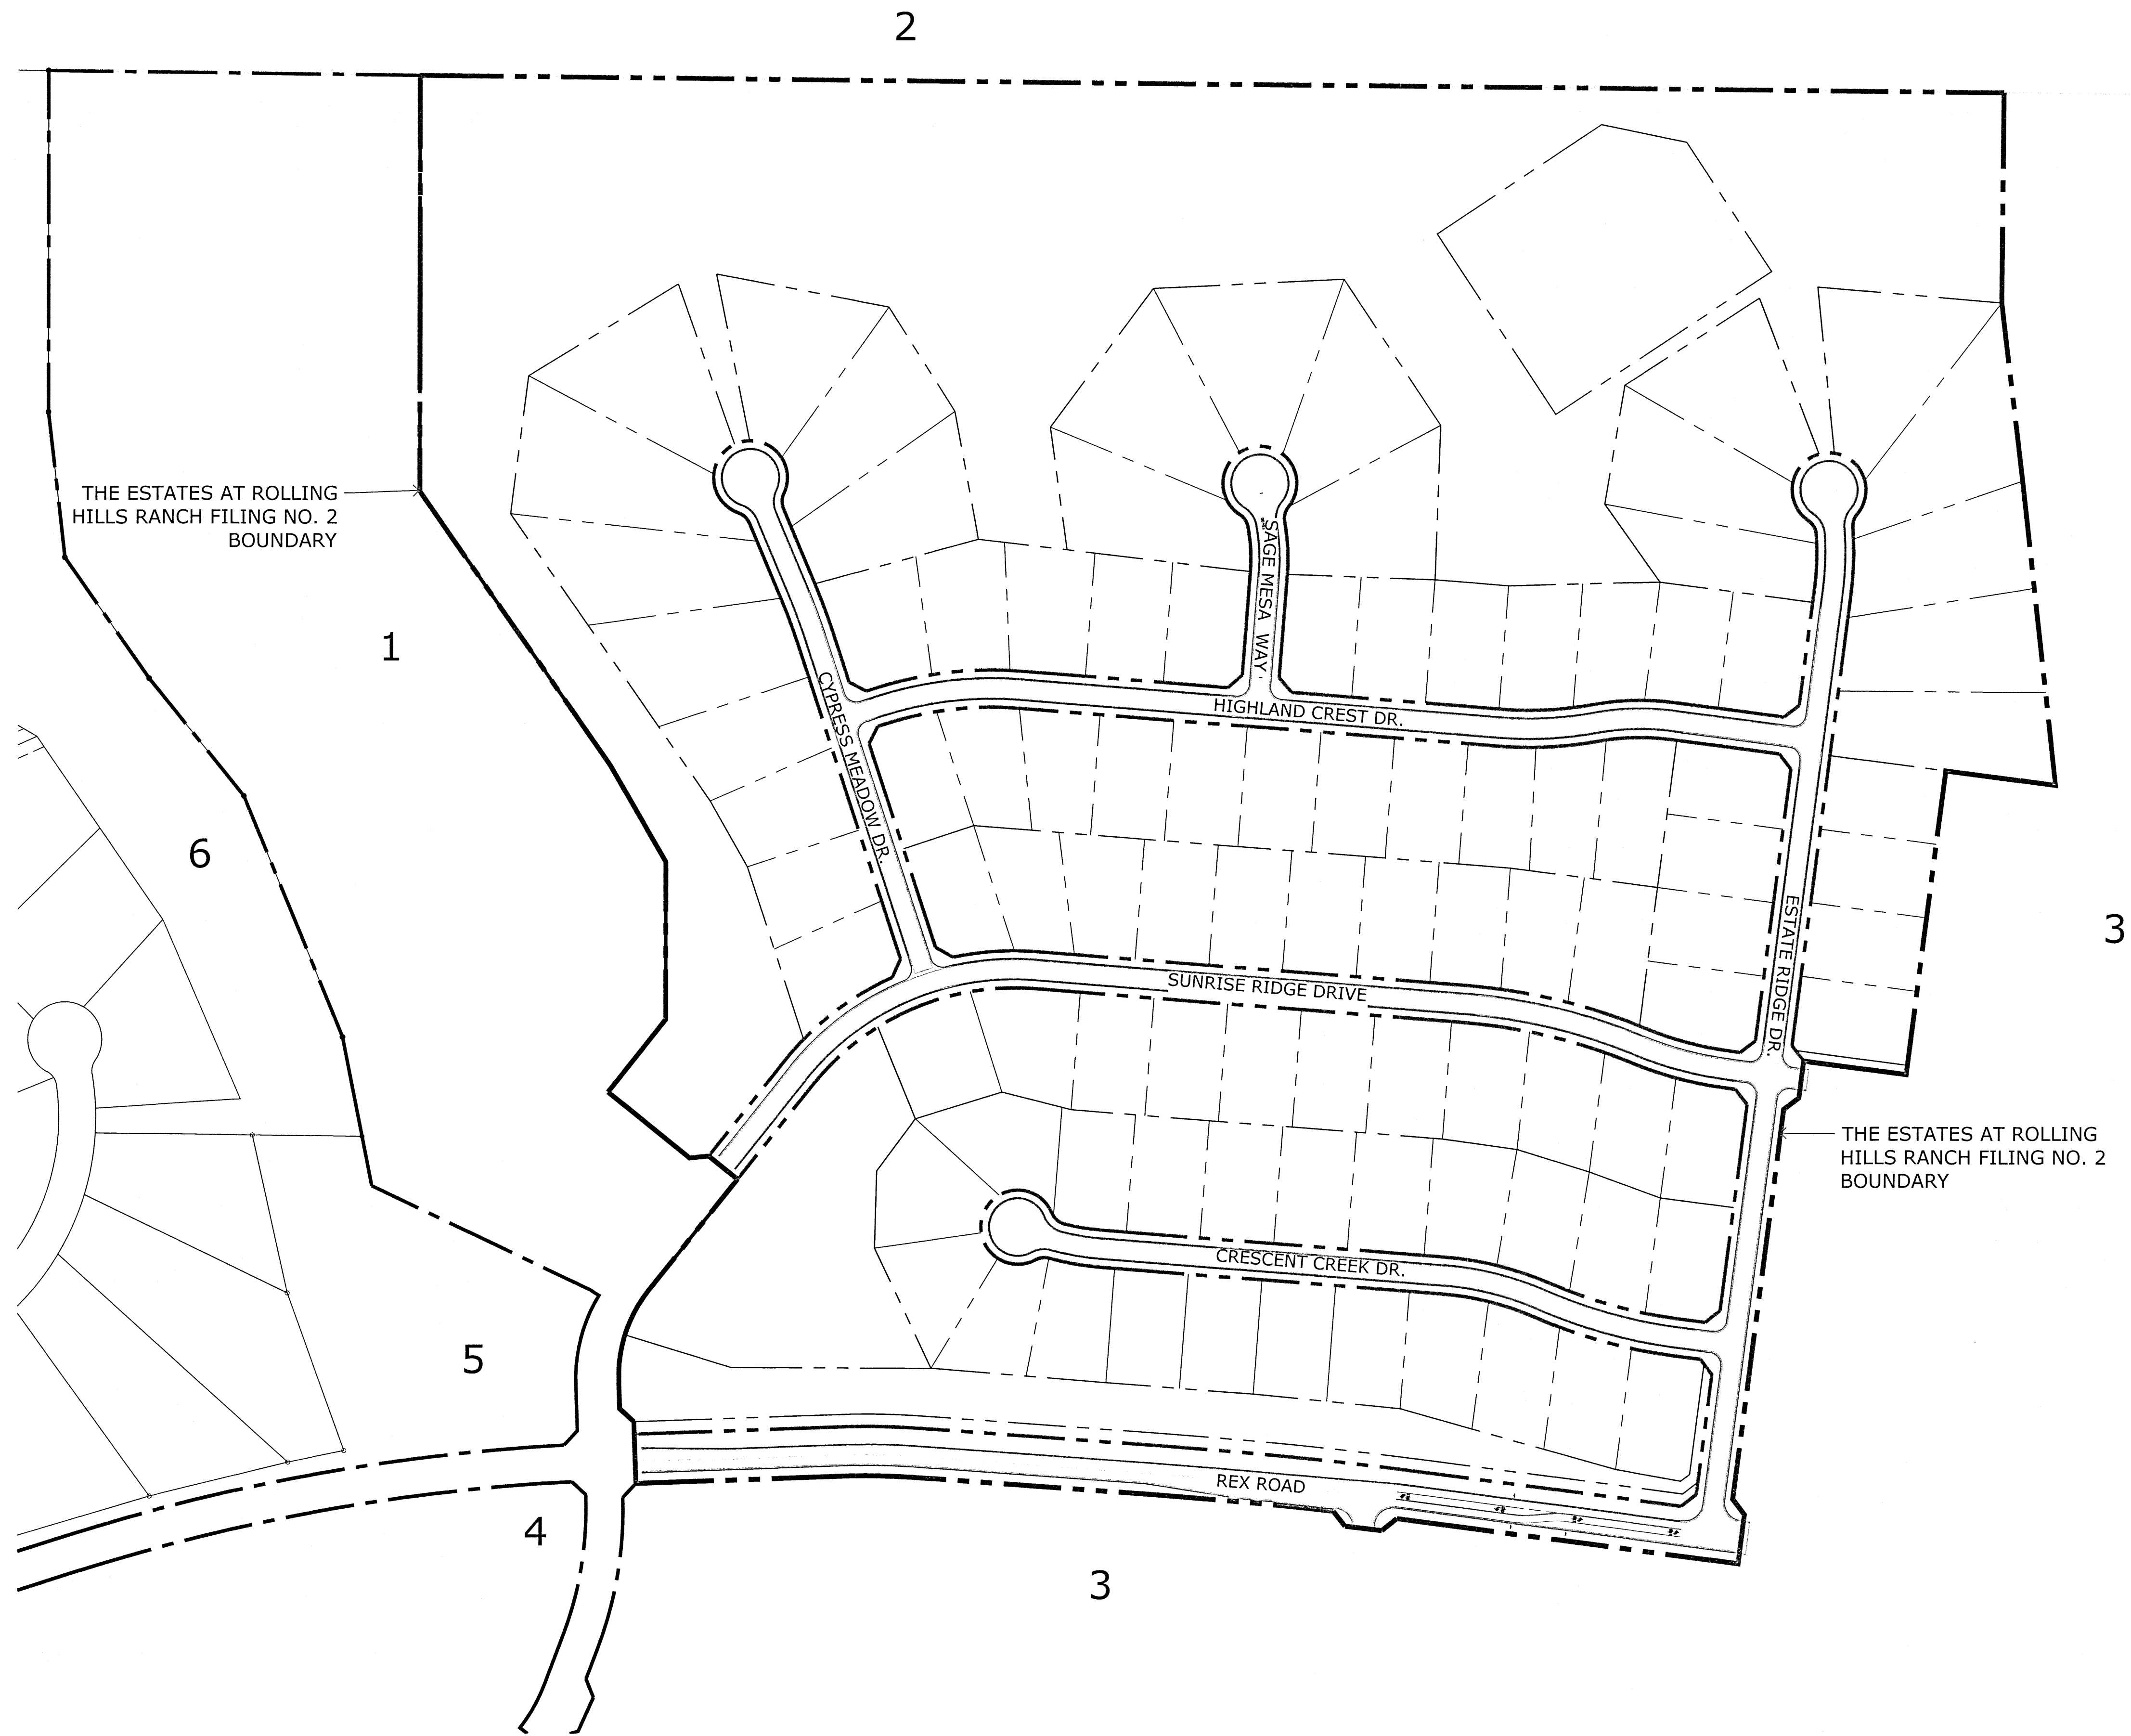 2
THE ESTATES AT ROLLING
HILLS RANCH FILING NO. 2
BOUNDARY
1
SAGE MESA WAY
CYPRESS MEADOW DR.
HIGHLAND CREST DR.
6
3
ESTATE RIDGE DR.
SUNRISE RIDGE DRIVE
THE ESTATES AT ROLLING
HILLS RANCH FILING NO. 2
BOUNDARY
CRESCENT CREEK DR.
5
REX ROAD
4
3